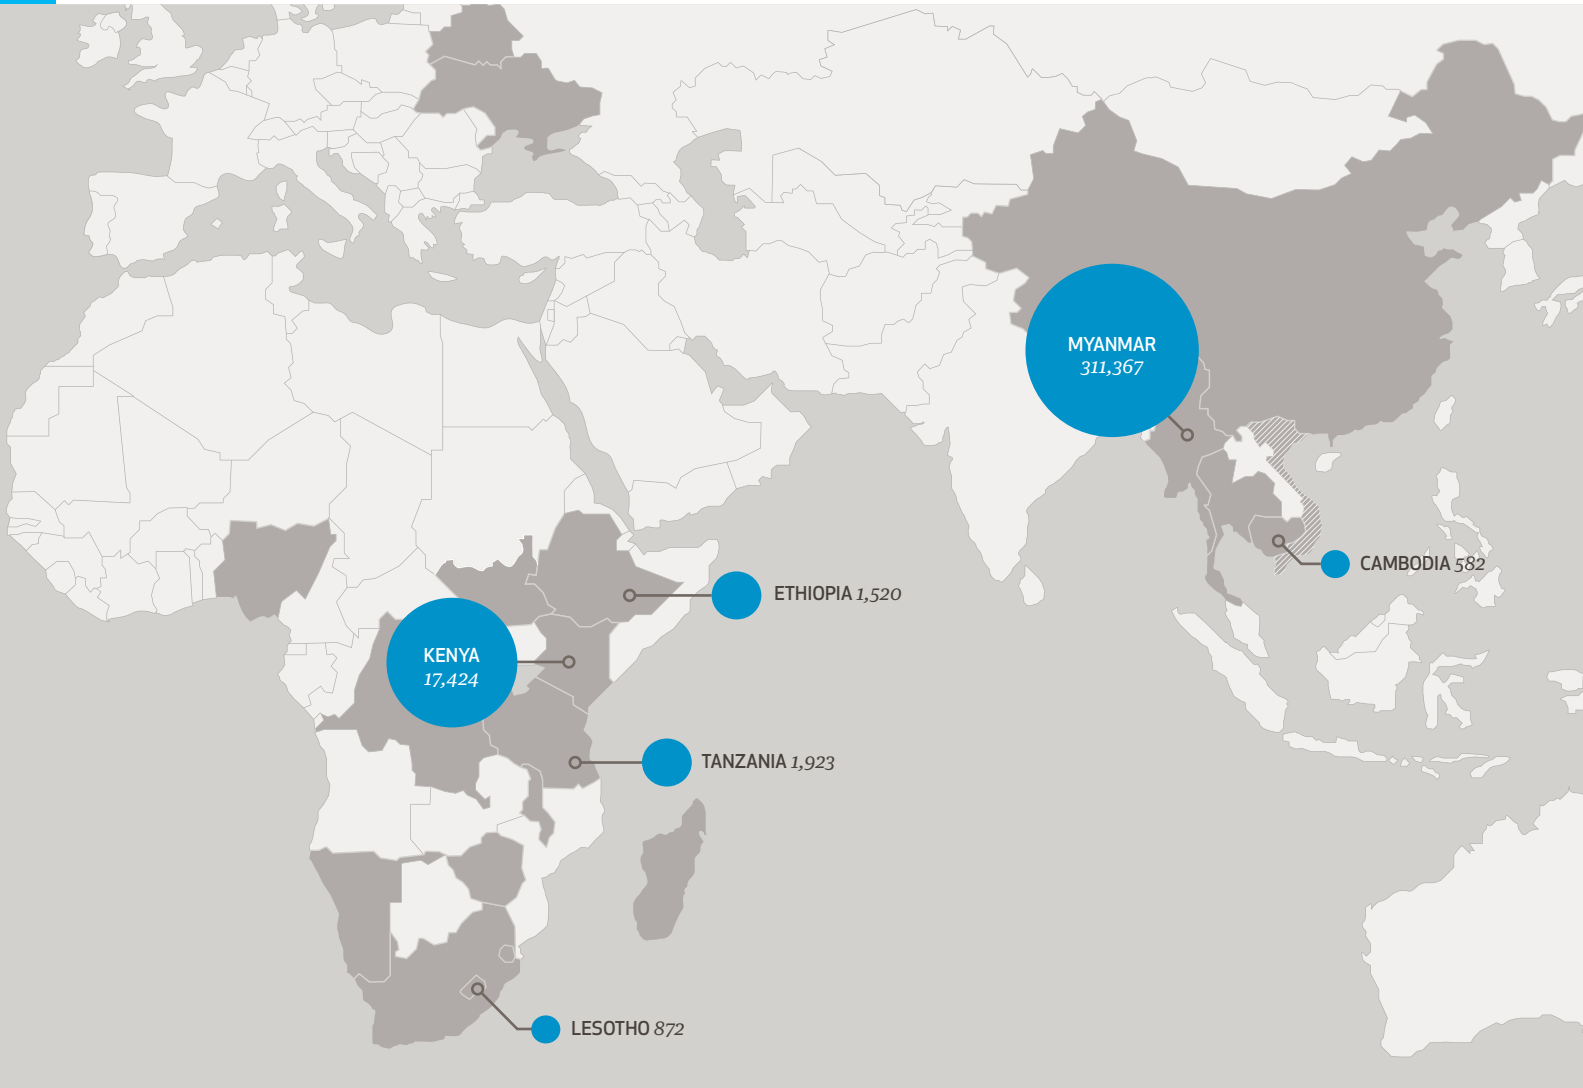 MYANMAR
311,367
CAMBODIA 582
ETHIOPIA 1,520
KENYA
17,424
TANZANIA 1,923
LESOTHO 872